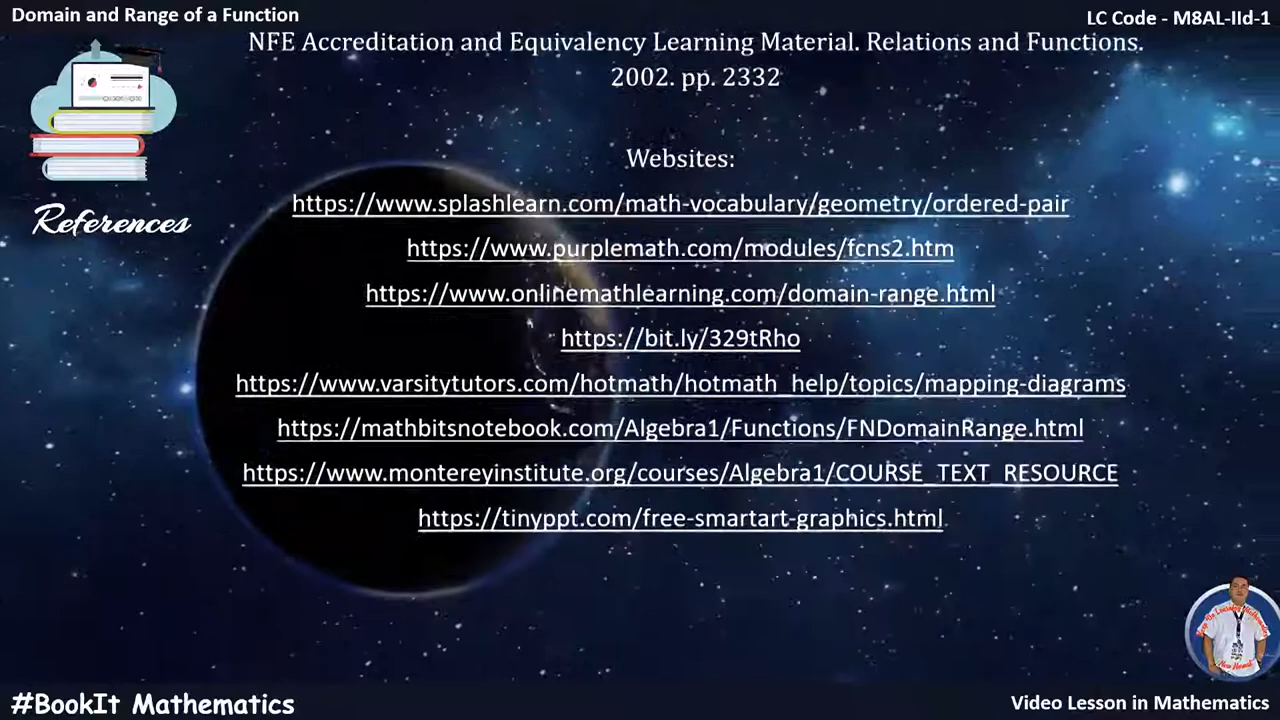 Domain and Range of a Function
LC Code - M8AL-IId-1
NFE Accreditation and Equivalency Learning Material. Relations and Functions.
2002. pp. 2332
References
Websites:
https://www.splashlearn.com/math-vocabulary/geometry/ordered-pair
https://www.purplemath.com/modules/fcns2.htm
https://www.onlinemathlearning.com/domain-range.html
https://bit.ly/329tRho
https://www.varsitytutors.com/hotmath/hotmath_help/topics/mapping-diagrams
https://mathbitsnotebook.com/Algebra1/Functions/FNDomainRange.html
https://www.montereyinstitute.org/courses/Algebra1/COURSE_TEXT_RESOURCE
https://tinyppt.com/free-smartart-graphics.html
#BookIt Mathematics
Video Lesson in Mathematics